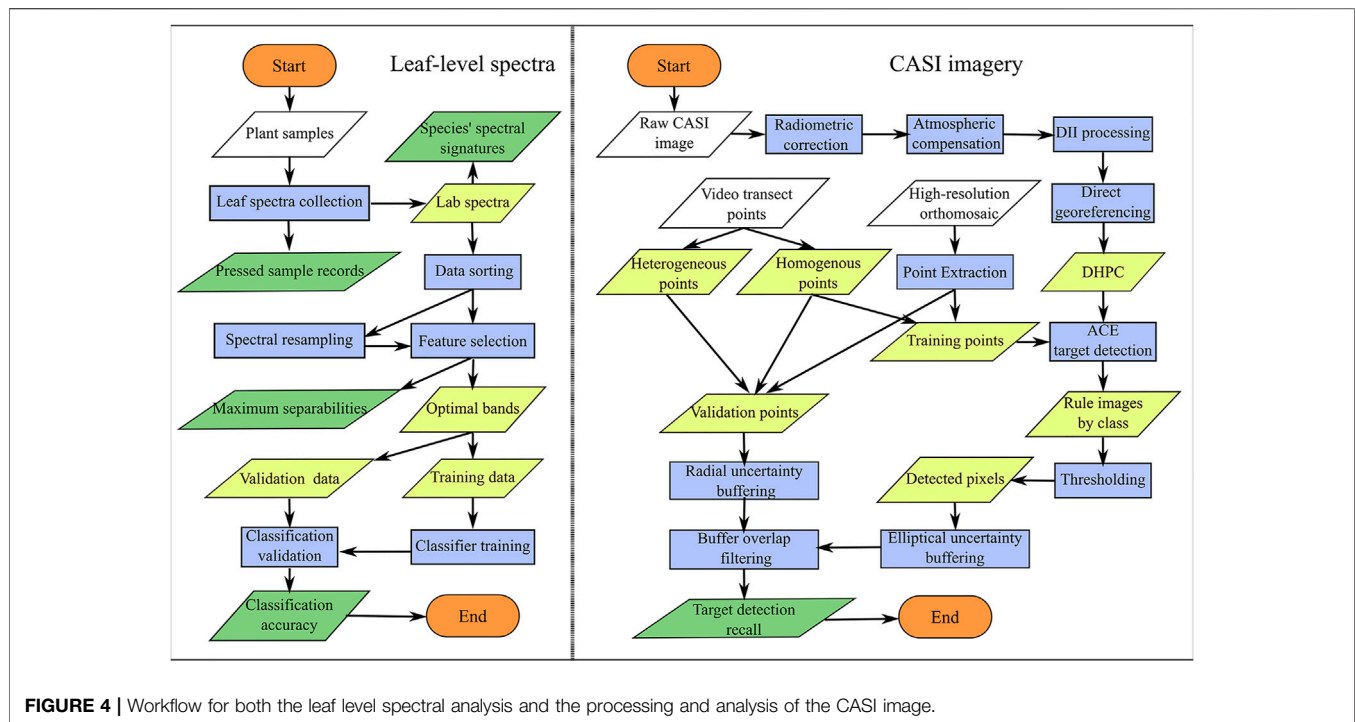 Start
Leaf-level spectra
Plant samples
Species' spectral
signatures
Leaf spectra collection
Lab spectra
Pressed sample records
Data sorting
Spectral resampling
Feature selection
Maximum separabilities
Optimal bands
Validation data
Training data
Classification
validation
Classifier training
Classification
accuracy
End
Start
CASI imagery
Raw CASI
image
Radiometric
correction
Atmospheric
compensation
DII processing
Video transect
points
High-resolution
orthomosaic
Direct
georeferencing
Heterogeneous
points
Homogenous
points
Point Extraction
DHPC
Training points
ACE
target detection
Validation points
Rule images
by class
Radial uncertainty
buffering
Detected pixels
Thresholding
Buffer overlap
filtering
Elliptical uncertainty
buffering
Target detection
recall
End
FIGURE 4 | Workflow for both the leaf level spectral analysis and the processing and analysis of the CASI image.